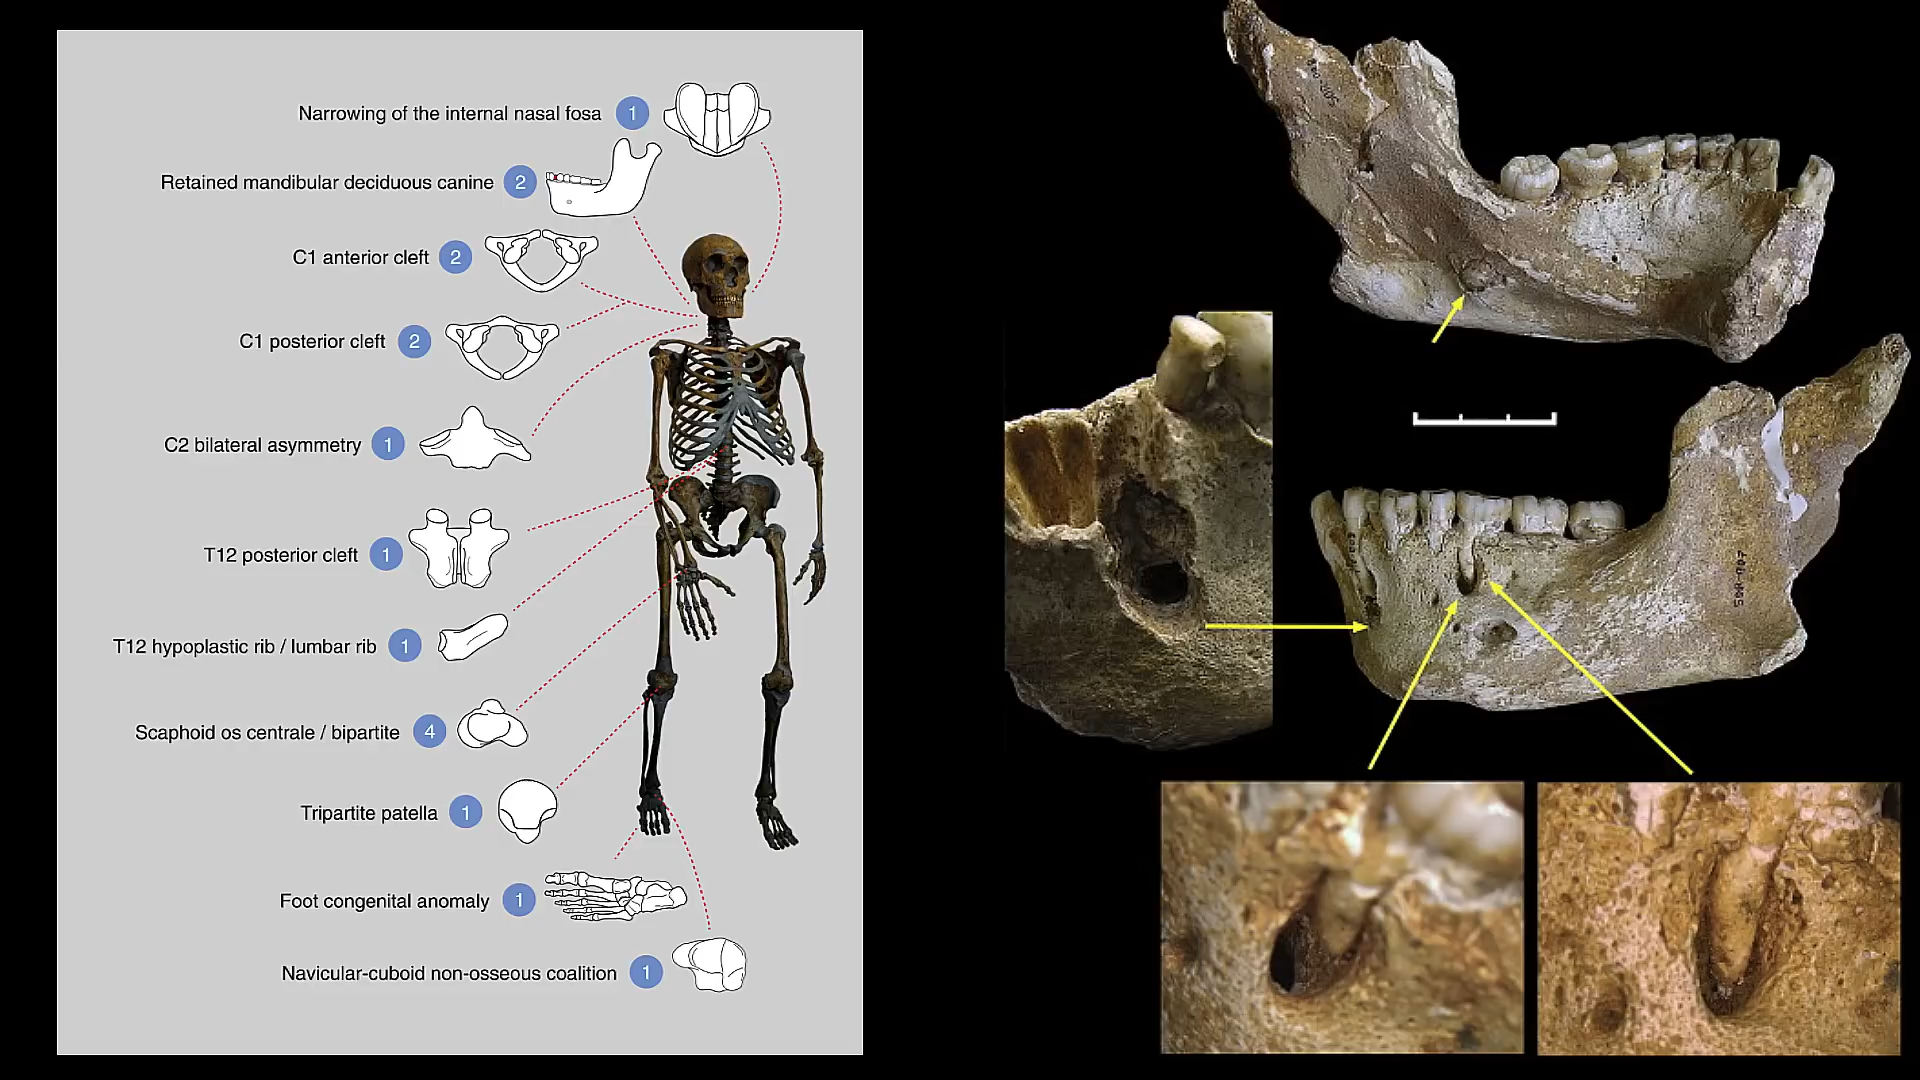 Narrowing of the internal nasal fosa 1
Retained mandibular deciduous canine 2
C1 anterior cleft 2
C1 posterior cleft 2
C2 bilateral asymmetry 1
T12 posterior cleft 1
T12 hypoplastic rib / lumbar rib 1
Scaphoid os centrale / bipartite 4
Tripartite patella 1
Foot congenital anomaly 1
Navicular-cuboid non-osseous coalition 1